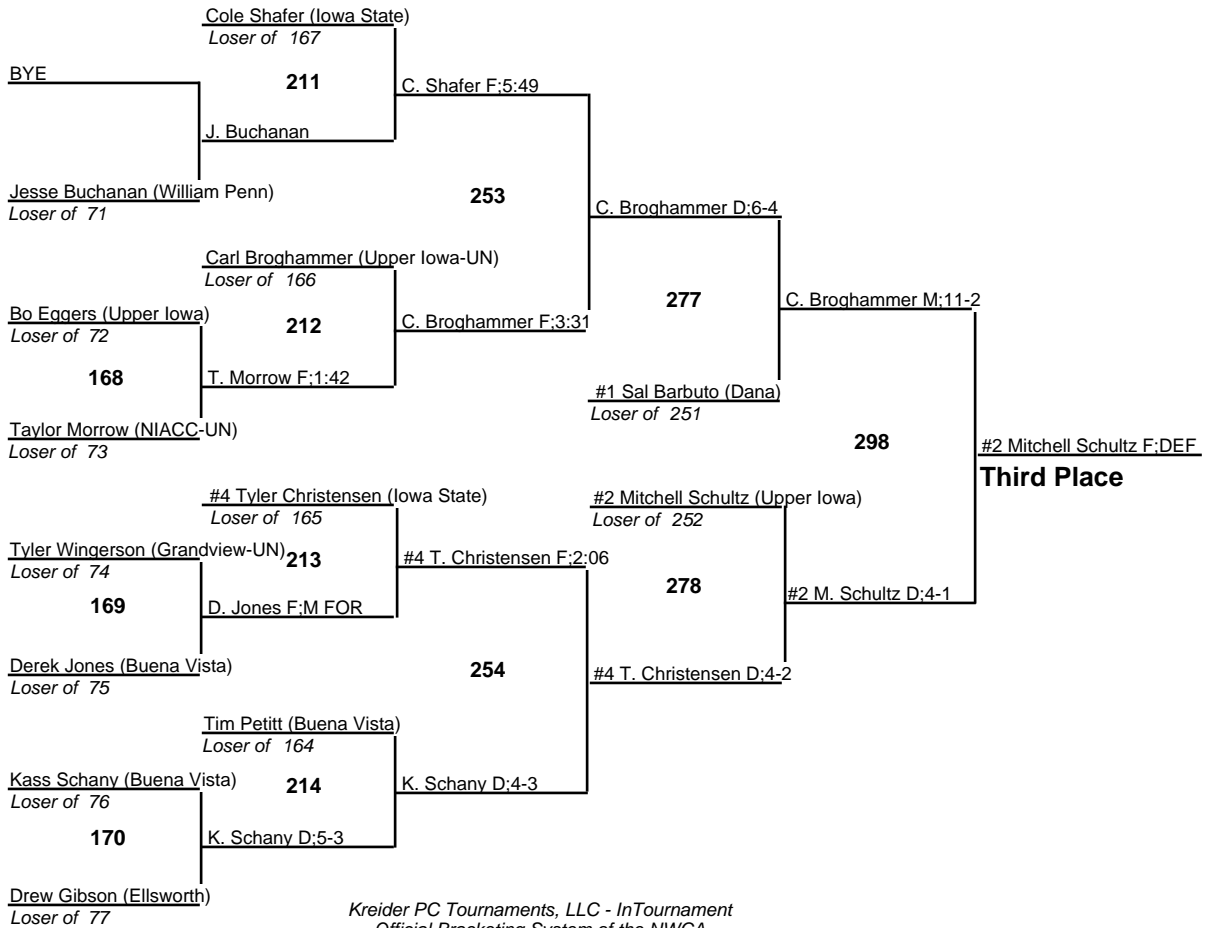 Cole Shafer (Iowa State)
Loser of 167
BYE
211
C. Shafer F;5:49
J. Buchanan
Jesse Buchanan (William Penn)
Loser of 71
253
C. Broghammer D;6-4
Carl Broghammer (Upper Iowa-UN)
Loser of 166
Bo Eggers (Upper Iowa)
Loser of 72
212
C. Broghammer F;3:31
277
C. Broghammer M;11-2
168
T. Morrow F;1:42
#1 Sal Barbuto (Dana)
Loser of 251
Taylor Morrow (NIACC-UN)
Loser of 73
298
#2 Mitchell Schultz F;DEF
Third Place
#4 Tyler Christensen (Iowa State)
Loser of 165
#2 Mitchell Schultz (Upper Iowa)
Loser of 252
Tyler Wingerson (Grandview-UN)
Loser of 74
213
#4 T. Christensen F;2:06
278
#2 M. Schultz D;4-1
169
D. Jones F;M FOR
Derek Jones (Buena Vista)
Loser of 75
254
#4 T. Christensen D;4-2
Tim Petitt (Buena Vista)
Loser of 164
Kass Schany (Buena Vista)
Loser of 76
214
K. Schany D;4-3
170
K. Schany D;5-3
Drew Gibson (Ellsworth)
Loser of 77
Kreider PC Tournaments, LLC - InTournament
Official Bracketing System of the NWCA